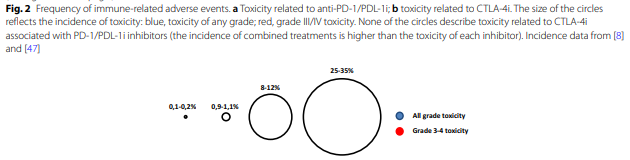 Fig. 2 Frequency of immune-related adverse events. a Toxicity related to anti-PD-1/PDL-1i; b toxicity related to CTLA-4i. The size of the circles
reflects the incidence of toxicity: blue, toxicity of any grade; red, grade III/IV toxicity. None of the circles describe toxicity related to CTLA-4i
associated with PD-1/PDL-1i inhibitors (the incidence of combined treatments is higher than the toxicity of each inhibitor). Incidence data from [8]
and [47]
25-35%
8-12%
0,1-0,2% 0,9-1,1%
All grade toxicity
Grade 3-4 toxicity